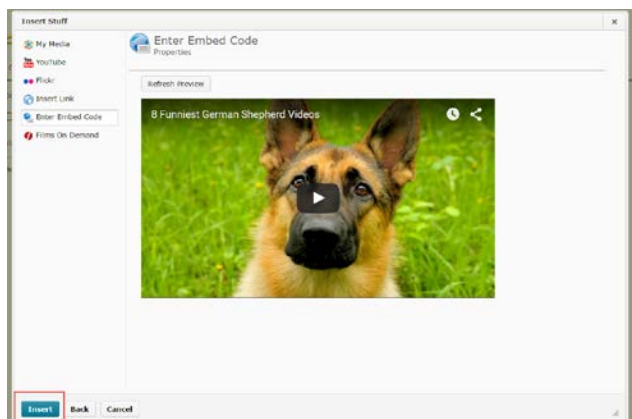 Insert Stuff
×
My Media
YouTube
Flickr
Insert Link
Enter Embed Code
Films On Demand
Enter Embed Code
Properties
Refresh Preview
8 Funniest German Shepherd Videos
Insert Back Cancel